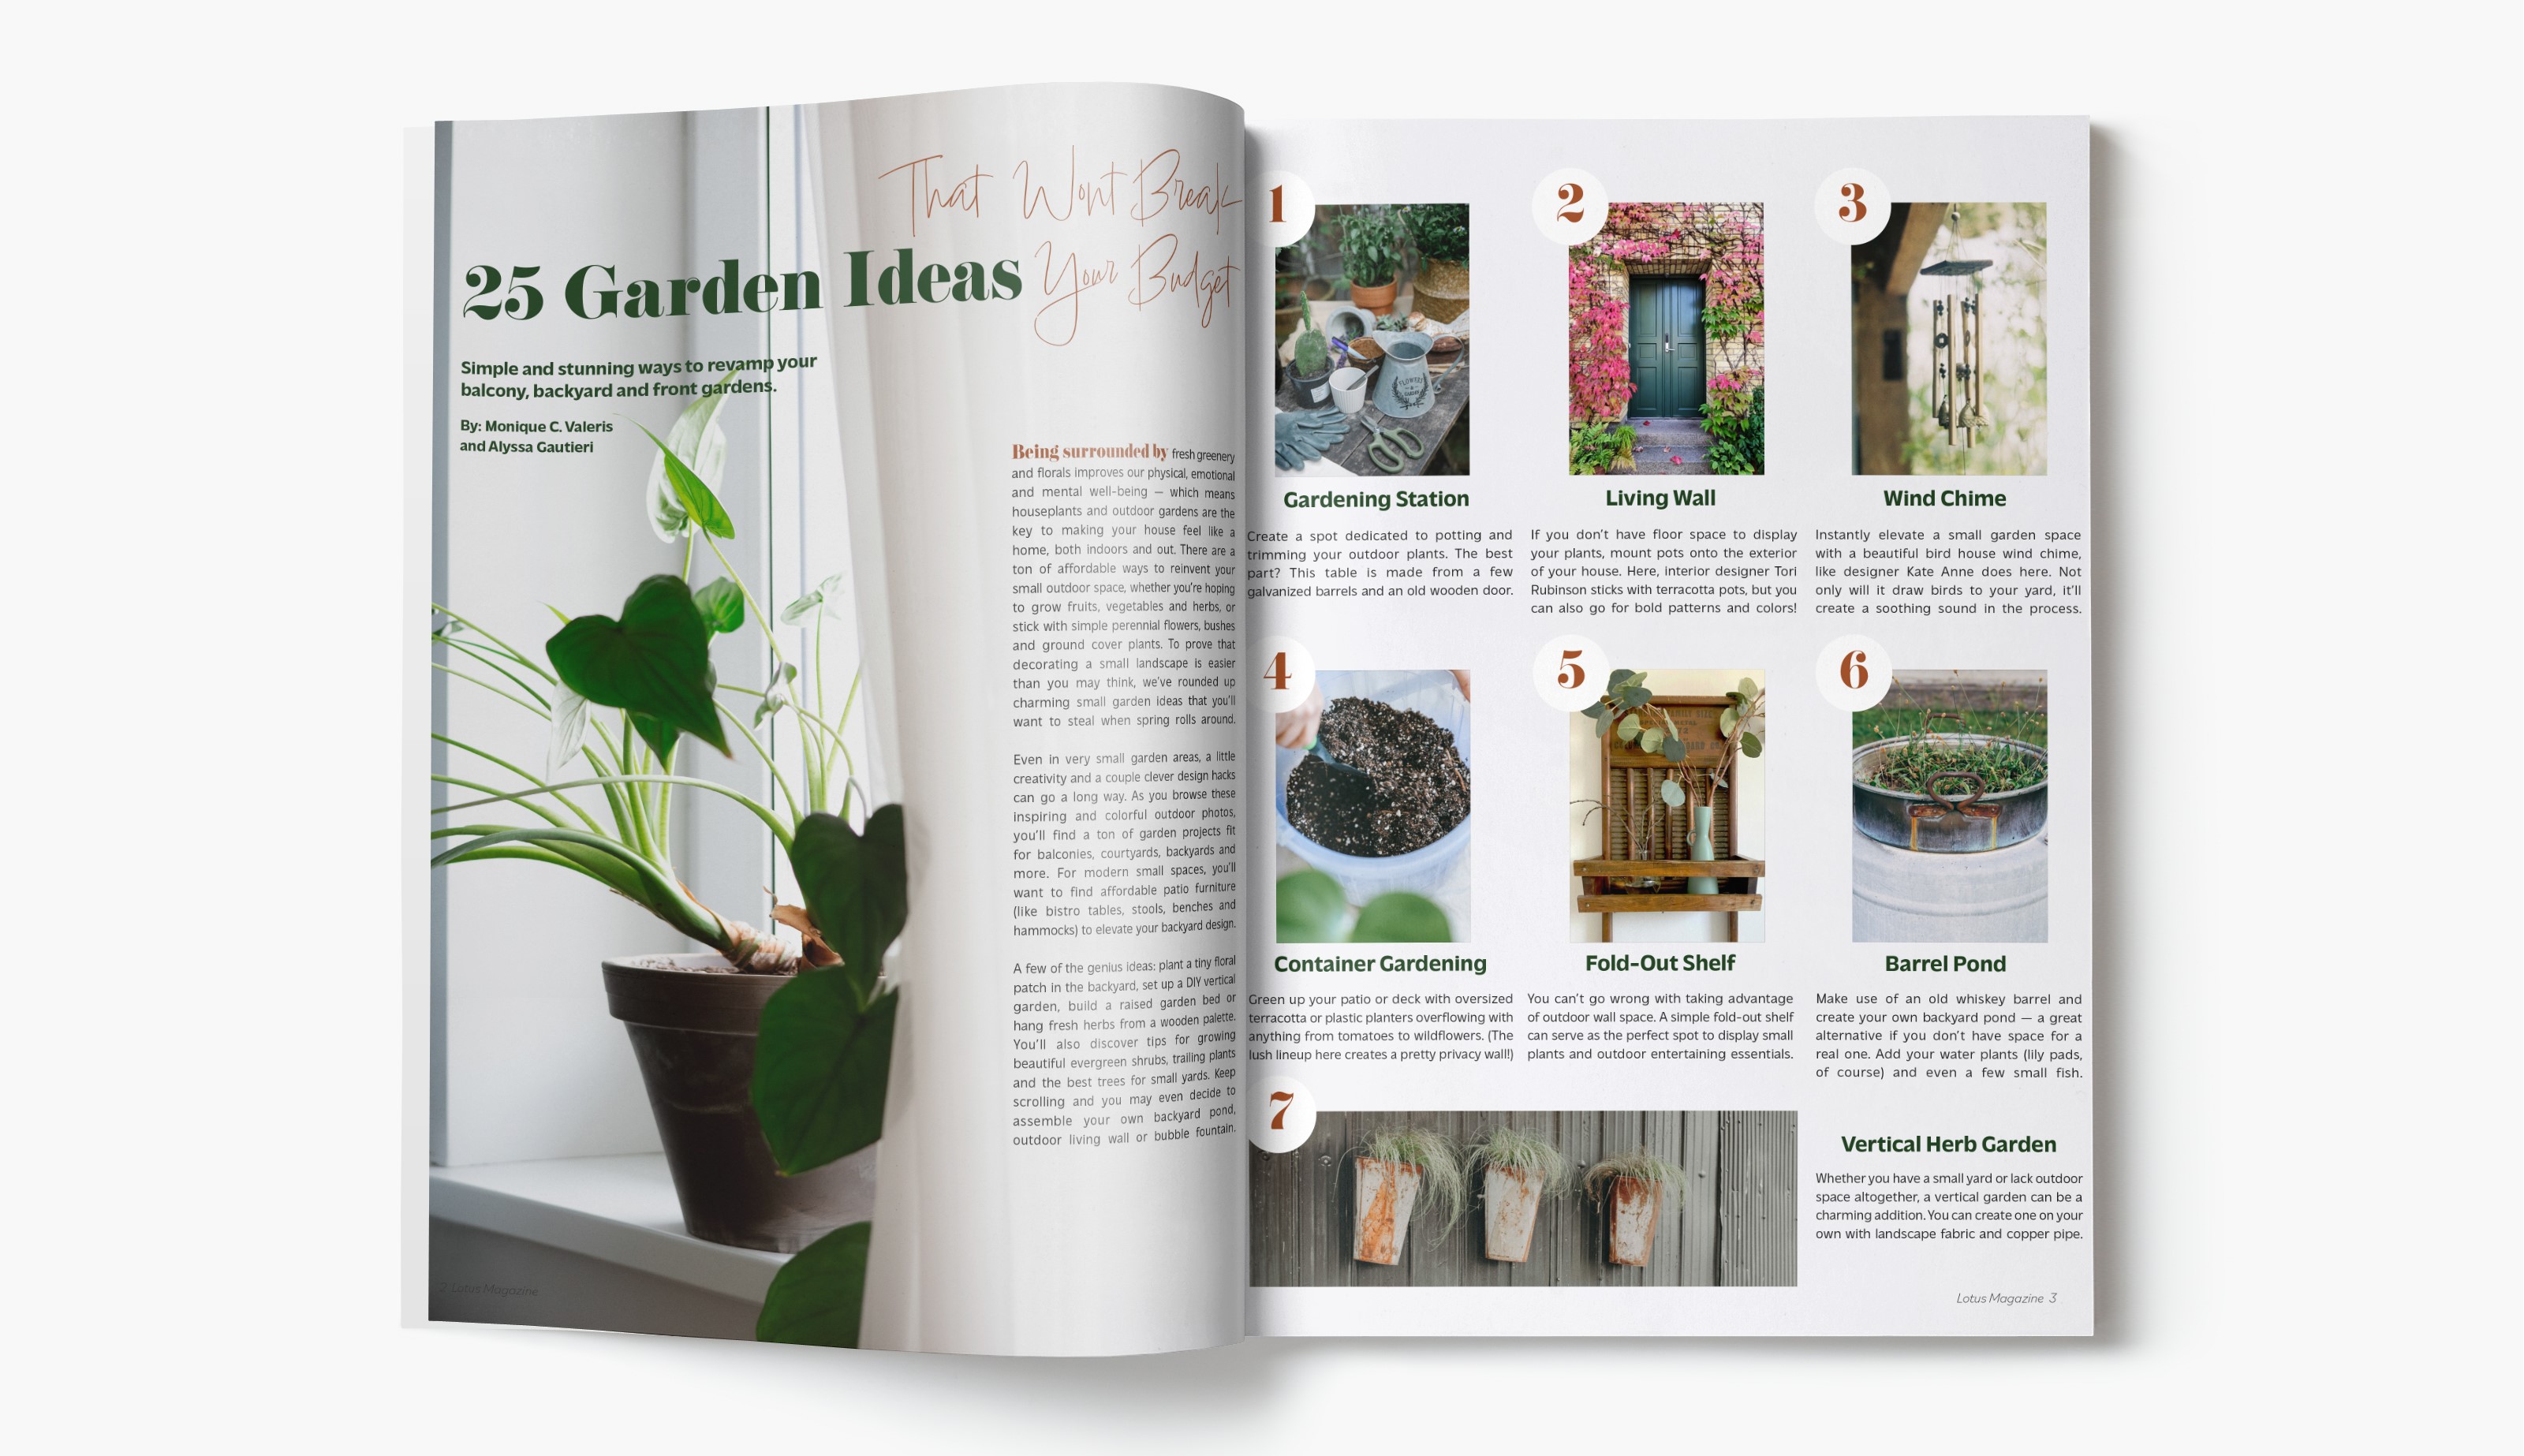 That Wont Break
25 Garden Ideas Your Budget
Simple and stunning ways to revamp your
balcony, backyard and front gardens.
By: Monique C. Valeris
and Alyssa Gautieri
Being surrounded by fresh greenery
and florals improves our physical, emotional
and mental well-being — which means
houseplants and outdoor gardens are the
key to making your house feel like a
home, both indoors and out. There are a
ton of affordable ways to reinvent your
small outdoor space, whether you're hoping
to grow fruits, vegetables and herbs, or
stick with simple perennial flowers, bushes
and ground cover plants. To prove that
decorating a small landscape is easier
than you may think, we've rounded up
charming small garden ideas that you'll
want to steal when spring rolls around.
Even in very small garden areas, a little
creativity and a couple clever design hacks
can go a long way. As you browse these
inspiring and colorful outdoor photos,
you'll find a ton of garden projects fit
for balconies, courtyards, backyards and
more. For modern small spaces, you'll
want to find affordable patio furniture
(like bistro tables, stools, benches and
hammocks) to elevate your backyard design.
A few of the genius ideas: plant a tiny floral
patch in the backyard, set up a DIY vertical
garden, build a raised garden bed or
hang fresh herbs from a wooden palette.
You'll also discover tips for growing
beautiful evergreen shrubs, trailing plants
and the best trees for small yards. Keep
scrolling and you may even decide to
assemble your own backyard pond,
outdoor living wall or bubble fountain.
2 Lotus Magazine
1
FLOWERS
Gardening Station
Create a spot dedicated to potting and
trimming your outdoor plants. The best
part? This table is made from a few
galvanized barrels and an old wooden door.
2
Living Wall
If you don't have floor space to display
your plants, mount pots onto the exterior
of your house. Here, interior designer Tori
Rubinson sticks with terracotta pots, but you
can also go for bold patterns and colors!
3
Wind Chime
Instantly elevate a small garden space
with a beautiful bird house wind chime,
like designer Kate Anne does here. Not
only will it draw birds to your yard, it'll
create a soothing sound in the process.
4
Container Gardening
Green up your patio or deck with oversized
terracotta or plastic planters overflowing with
anything from tomatoes to wildflowers. (The
lush lineup here creates a pretty privacy wall!)
5
Fold-Out Shelf
You can't go wrong with taking advantage
of outdoor wall space. A simple fold-out shelf
can serve as the perfect spot to display small
plants and outdoor entertaining essentials.
6
Barrel Pond
Make use of an old whiskey barrel and
create your own backyard pond — a great
alternative if you don't have space for a
real one. Add your water plants (lily pads,
of course) and even a few small fish.
7
Vertical Herb Garden
Whether you have a small yard or lack outdoor
space altogether, a vertical garden can be a
charming addition. You can create one on your
own with landscape fabric and copper pipe.
Lotus Magazine 3